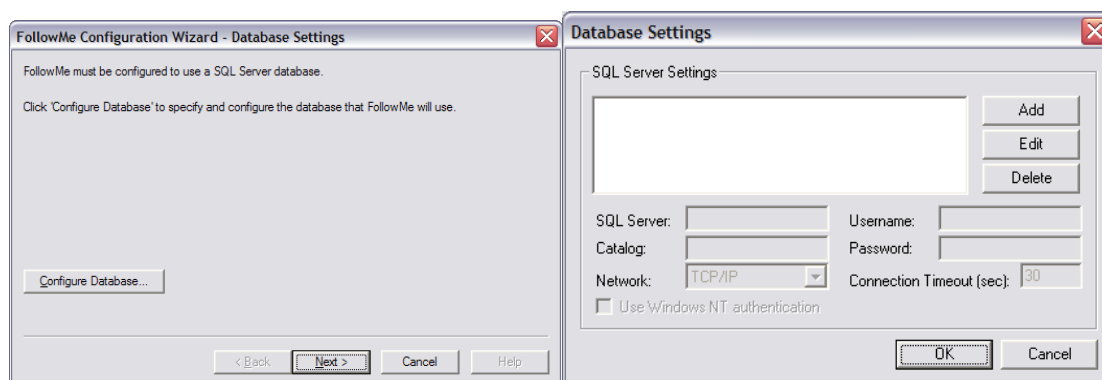 FollowMe Configuration Wizard - Database Settings
FollowMe must be configured to use a SQL Server database.
Click 'Configure Database' to specify and configure the database that FollowMe will use.
Configure Database...
< Back
Next >
Cancel
Help
Database Settings
SQL Server Settings
Add
Edit
Delete
SQL Server:
Username:
Catalog:
Password:
Network:
TCP/IP
Connection Timeout (sec):
30
Use Windows NT authentication
OK
Cancel